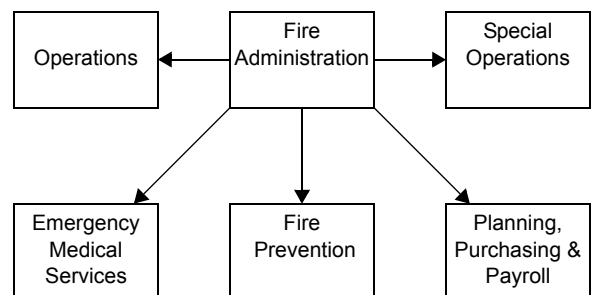 Operations
Fire
Administration
Special
Operations
Emergency
Medical
Services
Fire
Prevention
Planning,
Purchasing &
Payroll